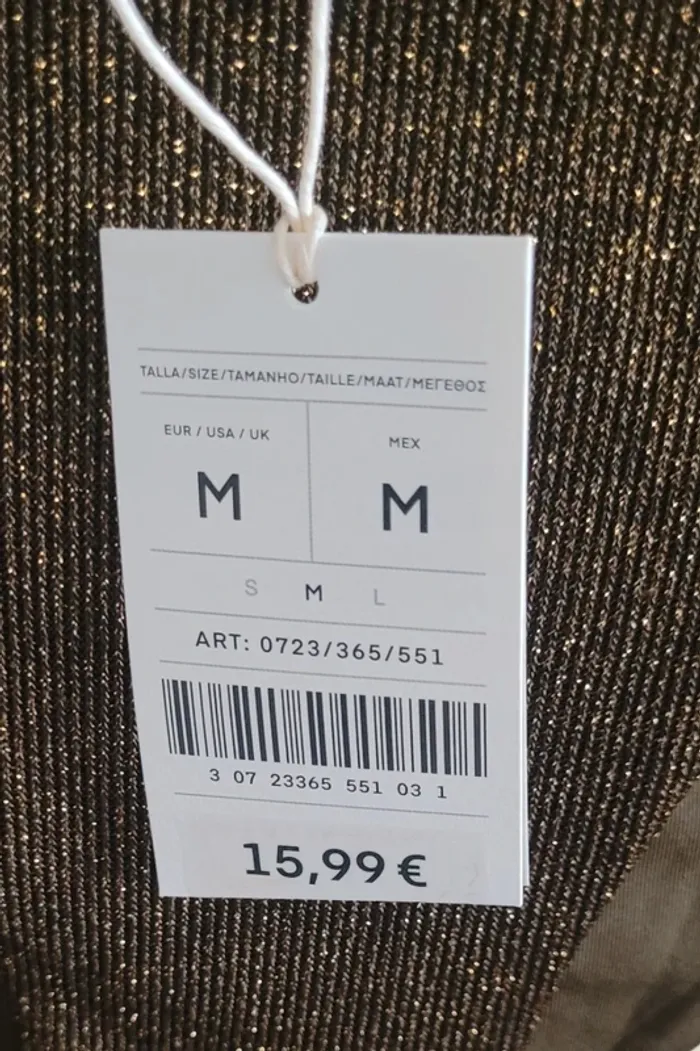 TALLA/SIZE/TAMANHO/TAILLE/MAAT/ΜΕΓΕΘΟΣ
EUR / USA / UK
MEX
M
M
S M L
ART: 0723/365/551
3 07 23365 551 03 1
15,99 €